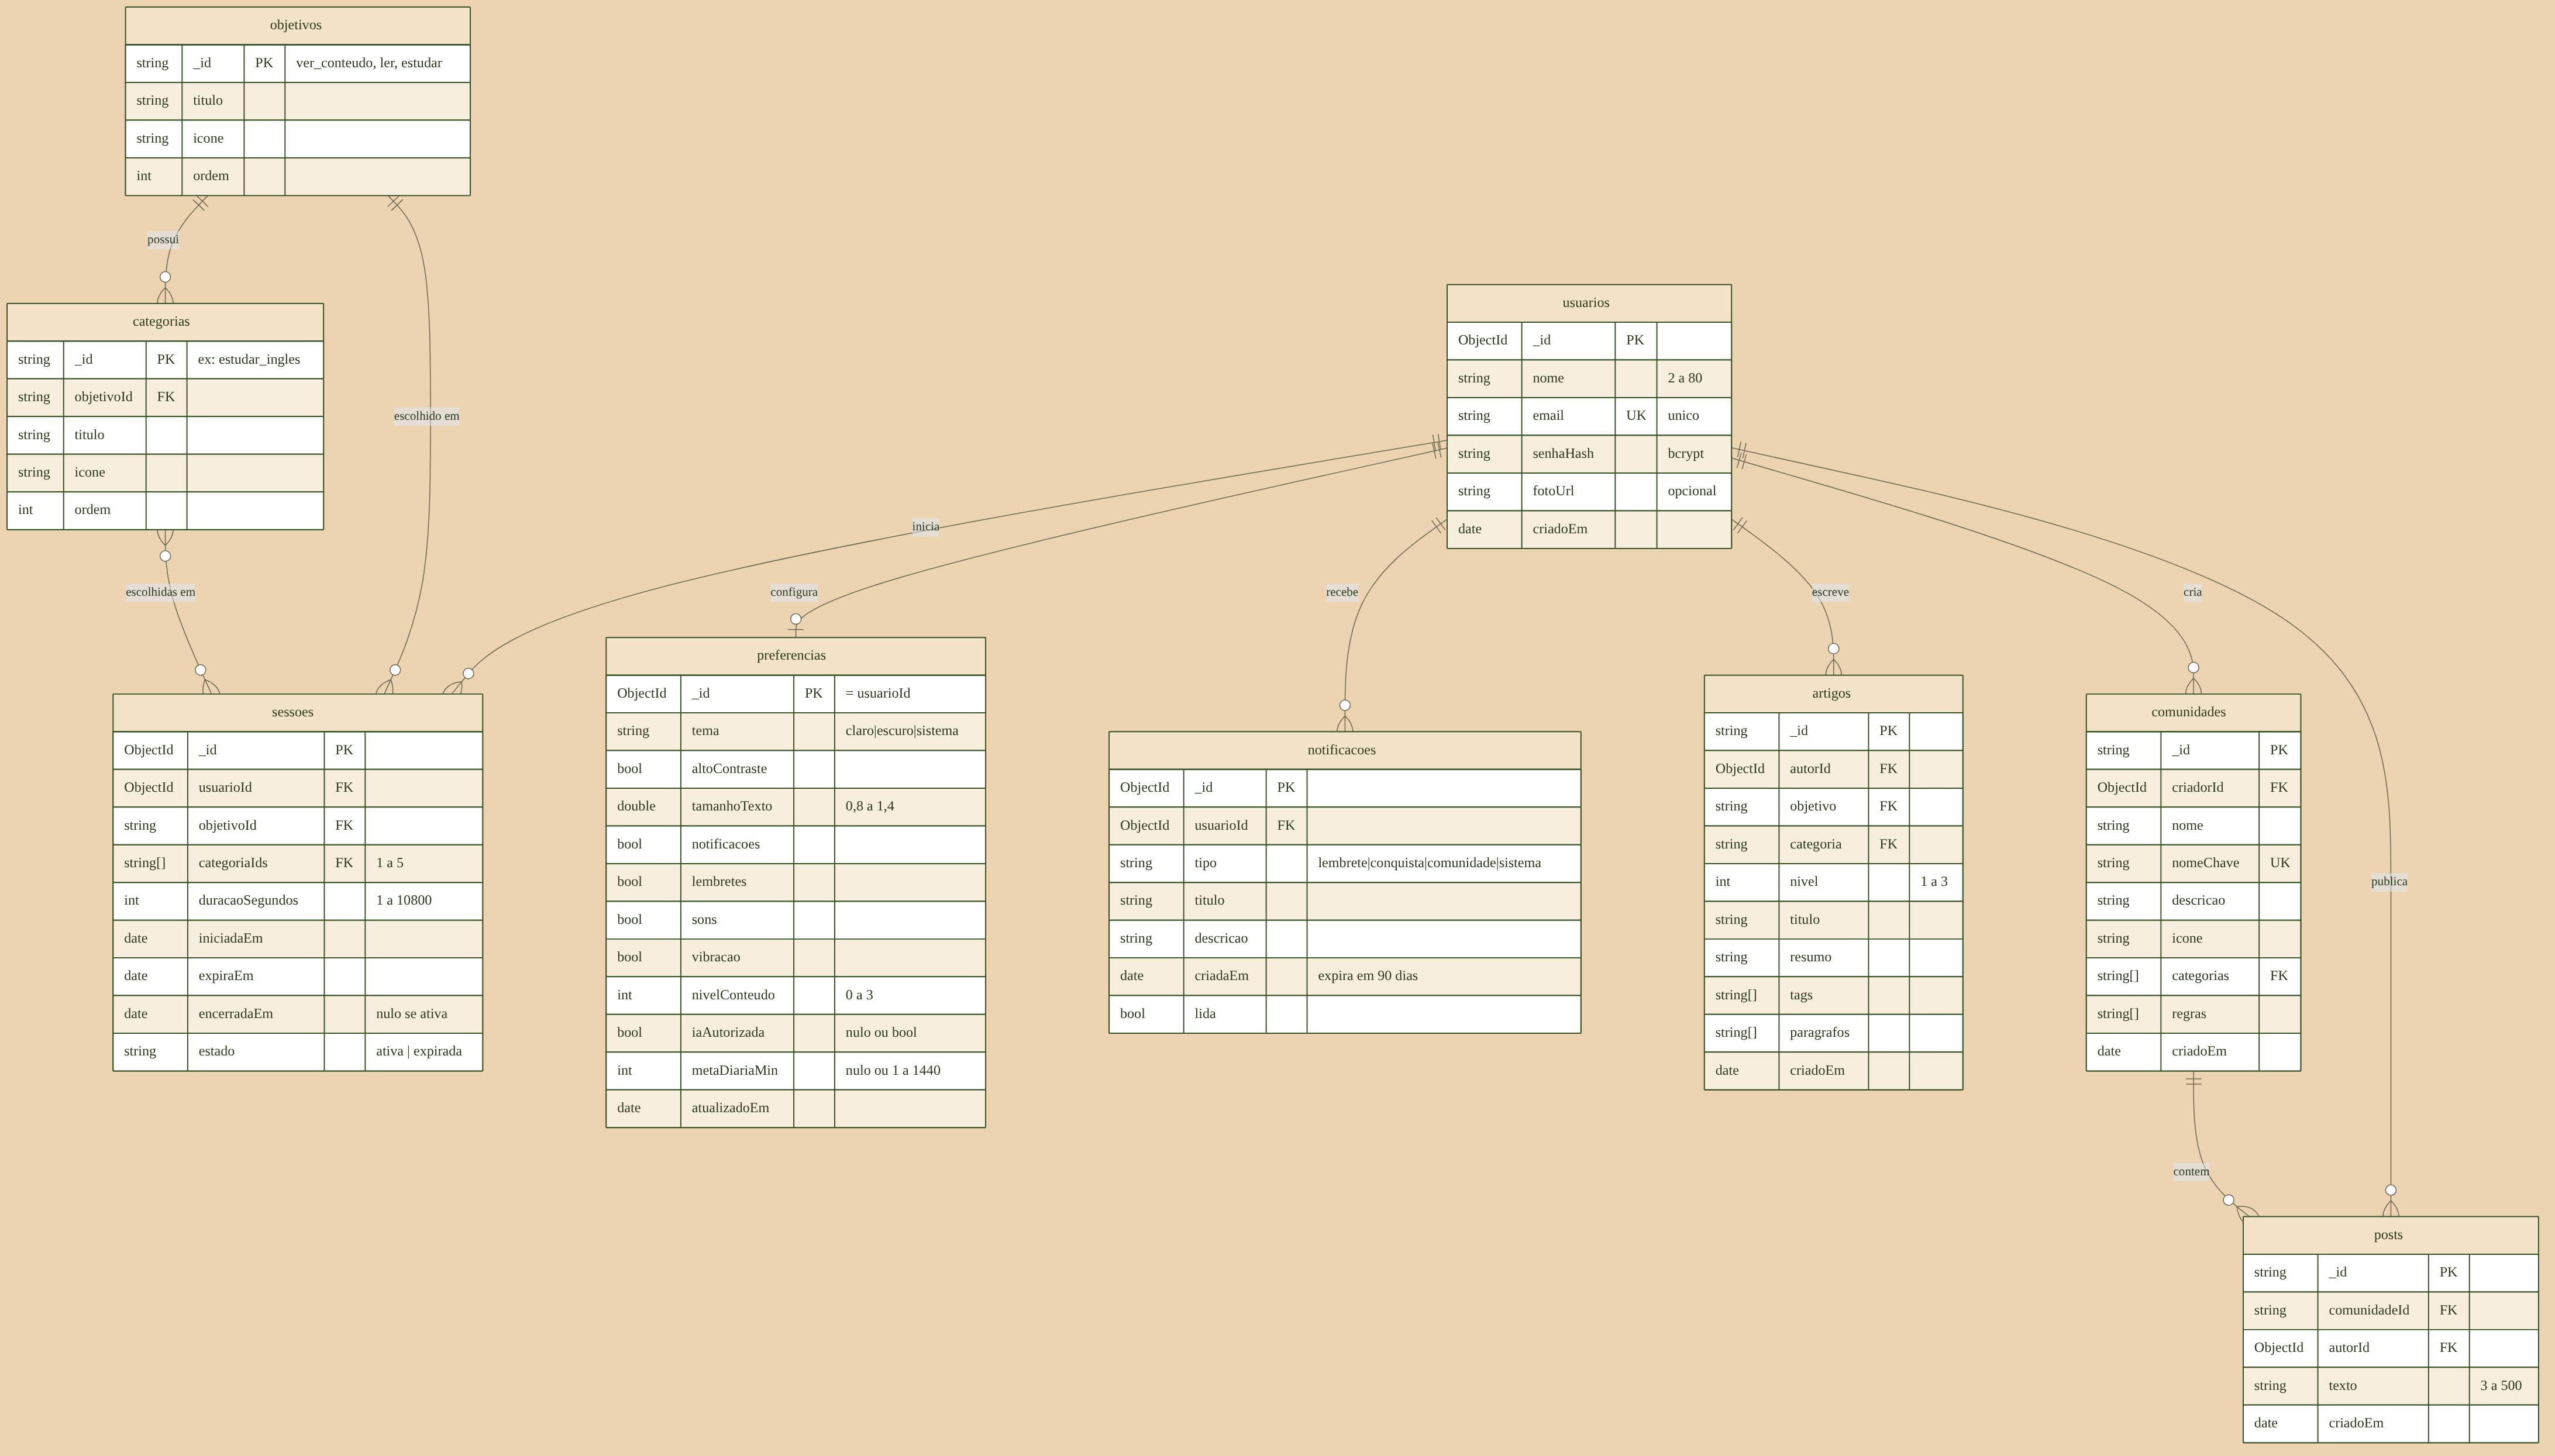 objetivos
string _id PK ver_conteudo, ler, estudar
string titulo
string icone
int ordem
possui
escolhido em
categorias
string _id PK ex: estudar_ingles
string objetivoId FK
string titulo
string icone
int ordem
escolhidas em
usuarios
ObjectId _id PK
string nome 2 a 80
string email UK unico
string senhaHash bcrypt
string fotoUrl opcional
date criadoEm
inicia
configura
recebe
escreve
cria
publica
sessoes
ObjectId _id PK
ObjectId usuarioId FK
string objetivoId FK
string[] categoriaIds FK 1 a 5
int duracaoSegundos 1 a 10800
date iniciadaEm
date expiraEm
date encerradaEm nulo se ativa
string estado ativa | expirada
preferencias
ObjectId _id PK = usuarioId
string tema claro|escuro|sistema
bool altoContraste
double tamanhoTexto 0,8 a 1,4
bool notificacoes
bool lembretes
bool sons
bool vibracao
int nivelConteudo 0 a 3
bool iaAutorizada nulo ou bool
int metaDiariaMin nulo ou 1 a 1440
date atualizadoEm
notificacoes
ObjectId _id PK
ObjectId usuarioId FK
string tipo lembrete|conquista|comunidade|sistema
string titulo
string descricao
date criadaEm expira em 90 dias
bool lida
artigos
string _id PK
ObjectId autorId FK
string objetivo FK
string categoria FK
int nivel 1 a 3
string titulo
string resumo
string[] tags
string[] paragrafos
date criadoEm
comunidades
string _id PK
ObjectId criadorId FK
string nome
string nomeChave UK
string descricao
string icone
string[] categorias FK
string[] regras
date criadoEm
contem
posts
string _id PK
string comunidadeId FK
ObjectId autorId FK
string texto 3 a 500
date criadoEm